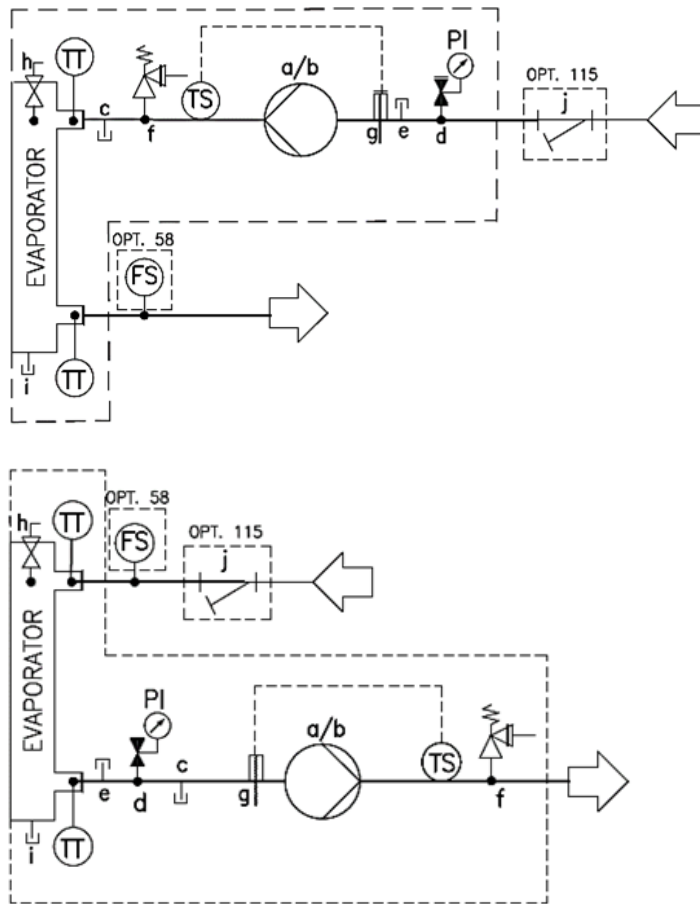 PI
a/b
OPT. 115
h
TT
TS
j
c
f
g
e
d
EVAPORATOR
OPT. 58
FS
i
TT
OPT. 58
h
TT
FS
OPT. 115
j
EVAPORATOR
PI
a/b
c
TS
e
d
g
f
i
TT